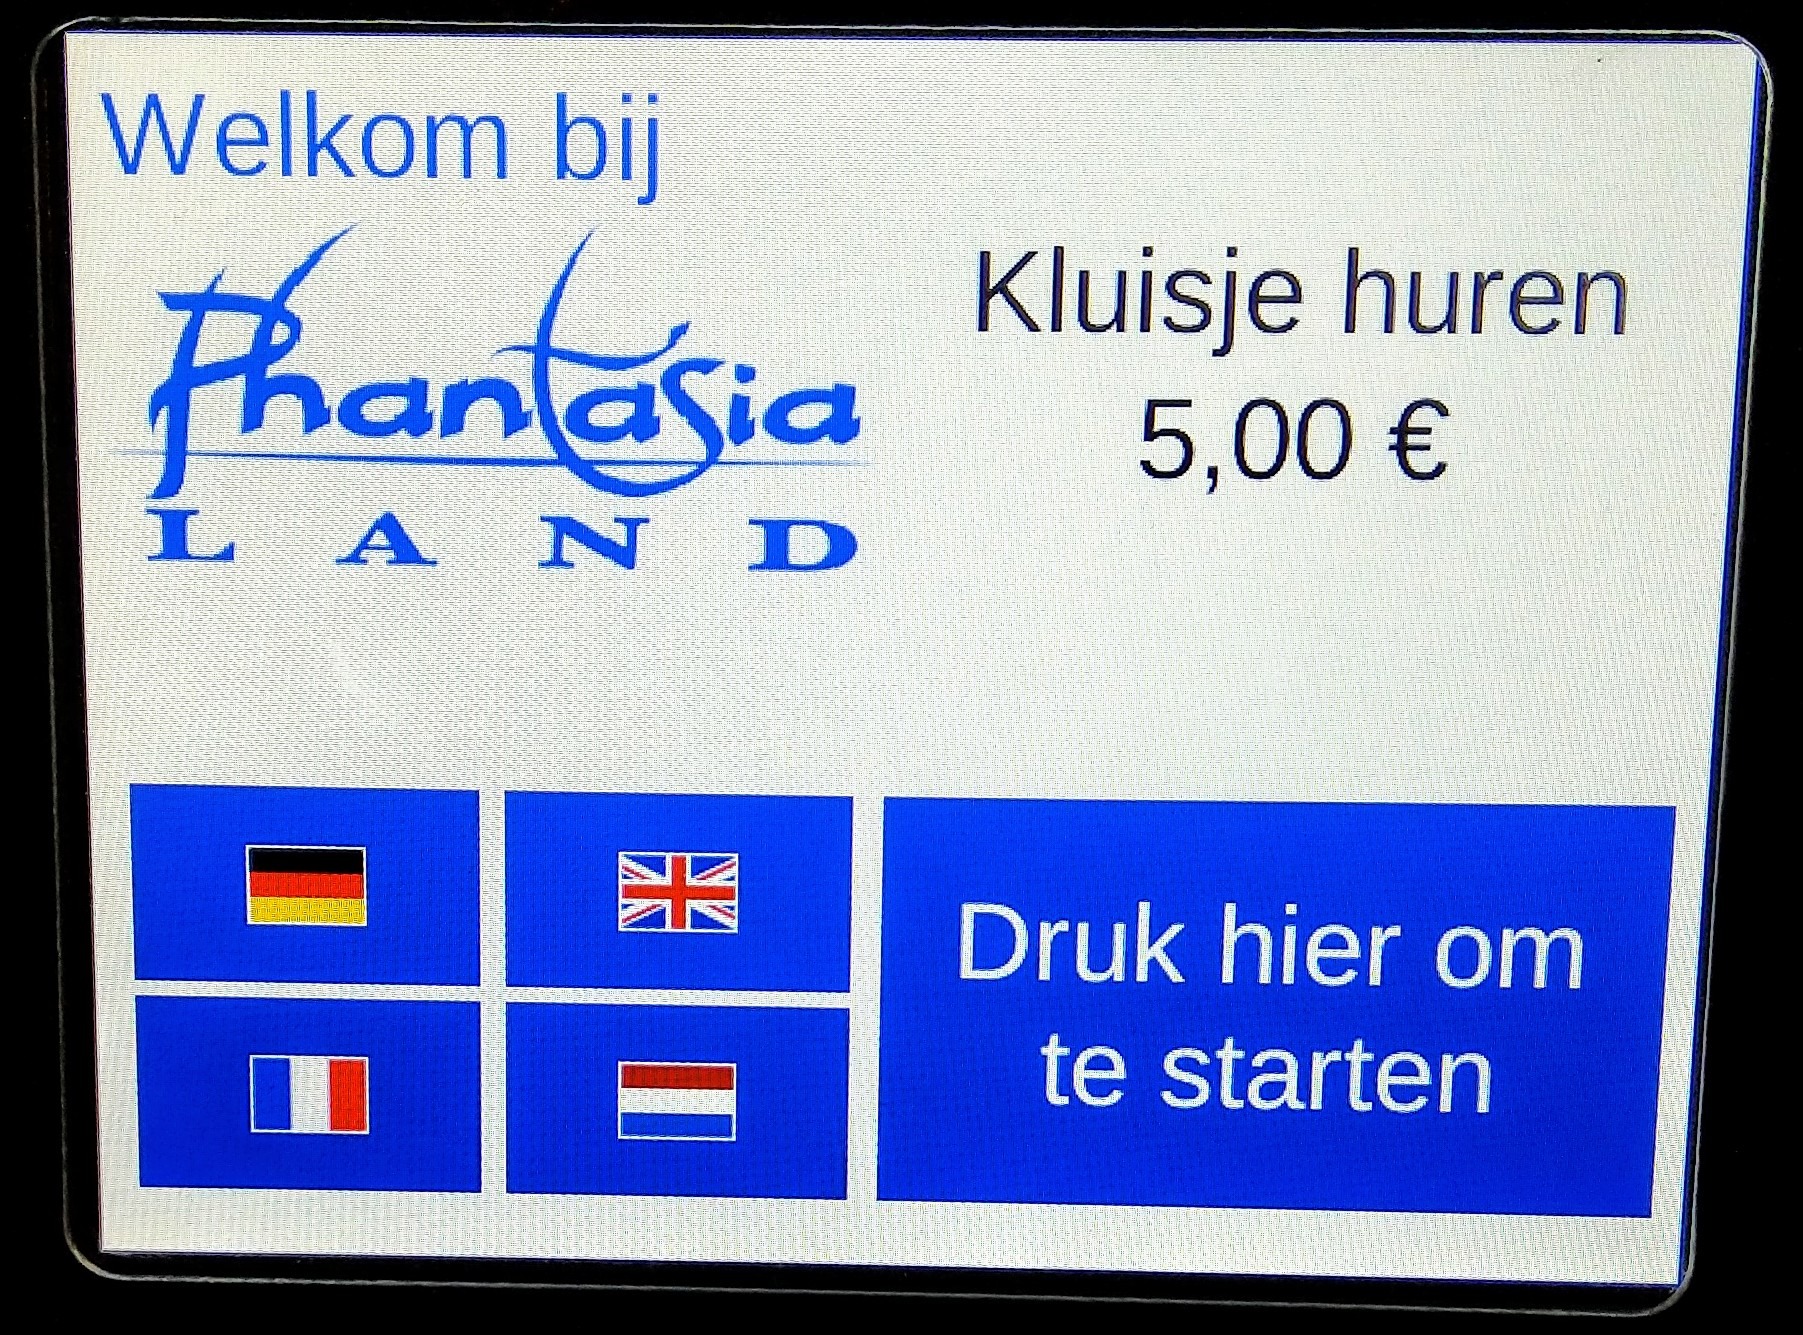 Welkom bij
Phantasia
LAND
Kluisje huren
5,00 €
Druk hier om
te starten